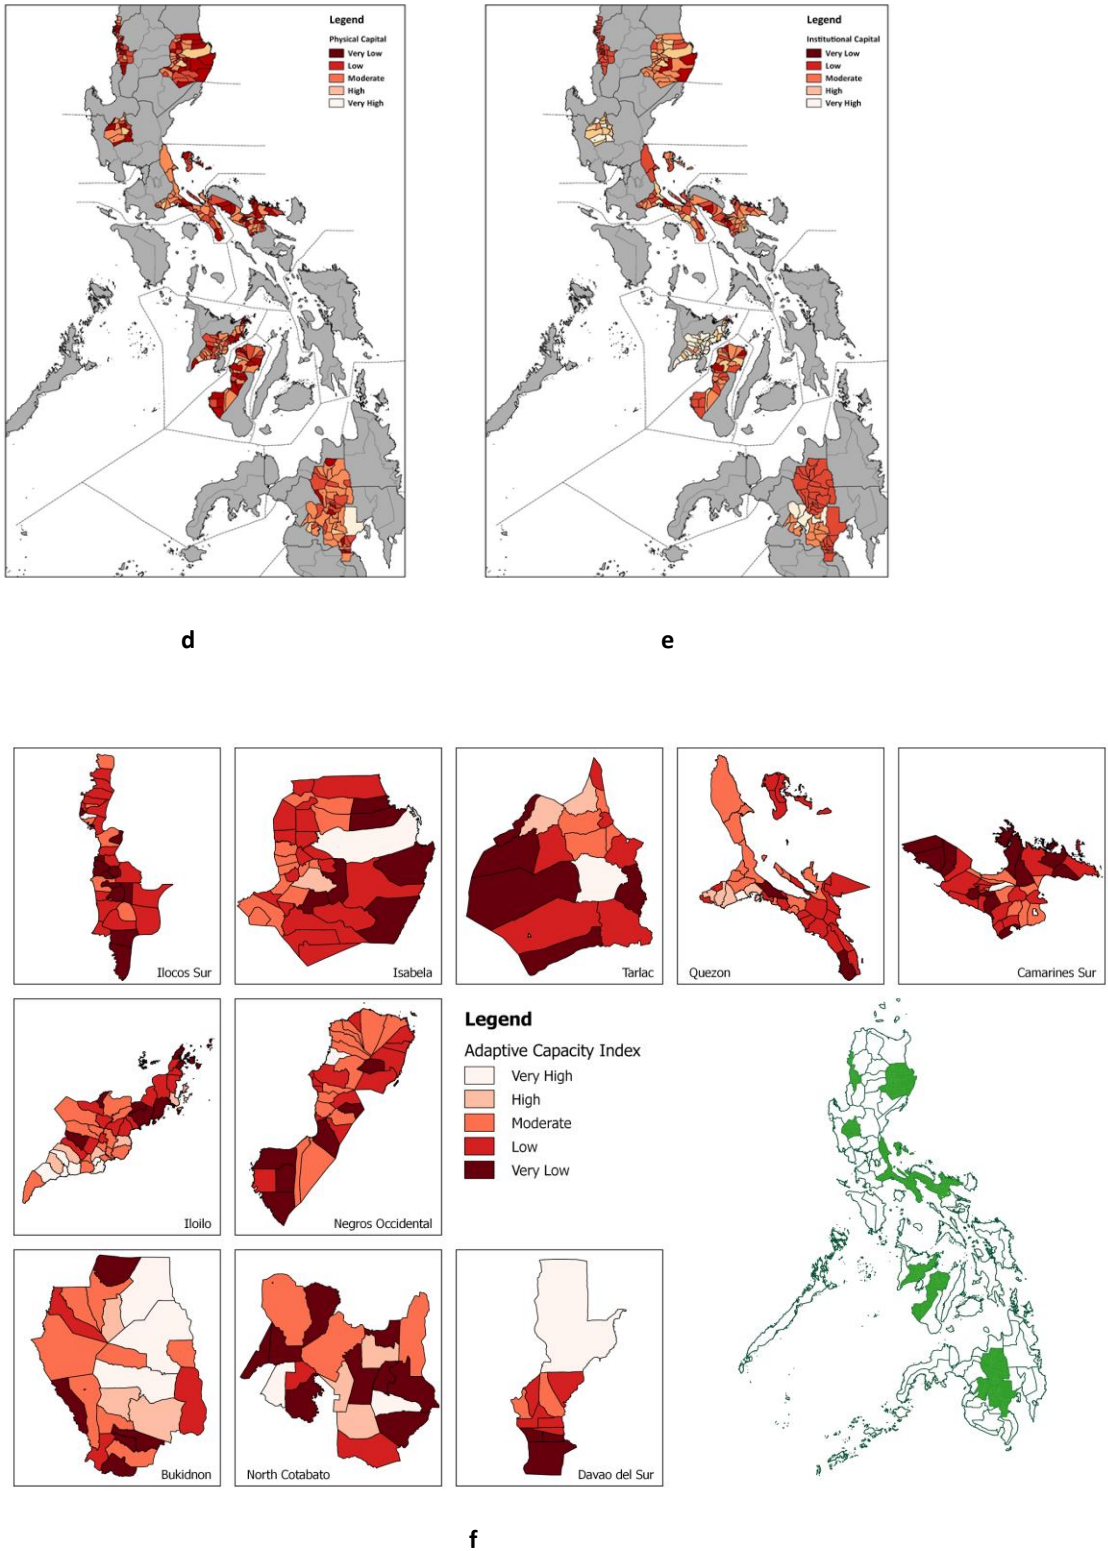 Legend
Physical Capital
Very Low
Low
Moderate
High
Very High
Legend
Institutional Capital
Very Low
Low
Moderate
High
Very High
d
e
Ilocos Sur
Isabela
Tarlac
Quezon
Camarines Sur
Iloilo
Negros Occidental
Legend
Adaptive Capacity Index
Very High
High
Moderate
Low
Very Low
Bukidnon
North Cotabato
Davao del Sur
f